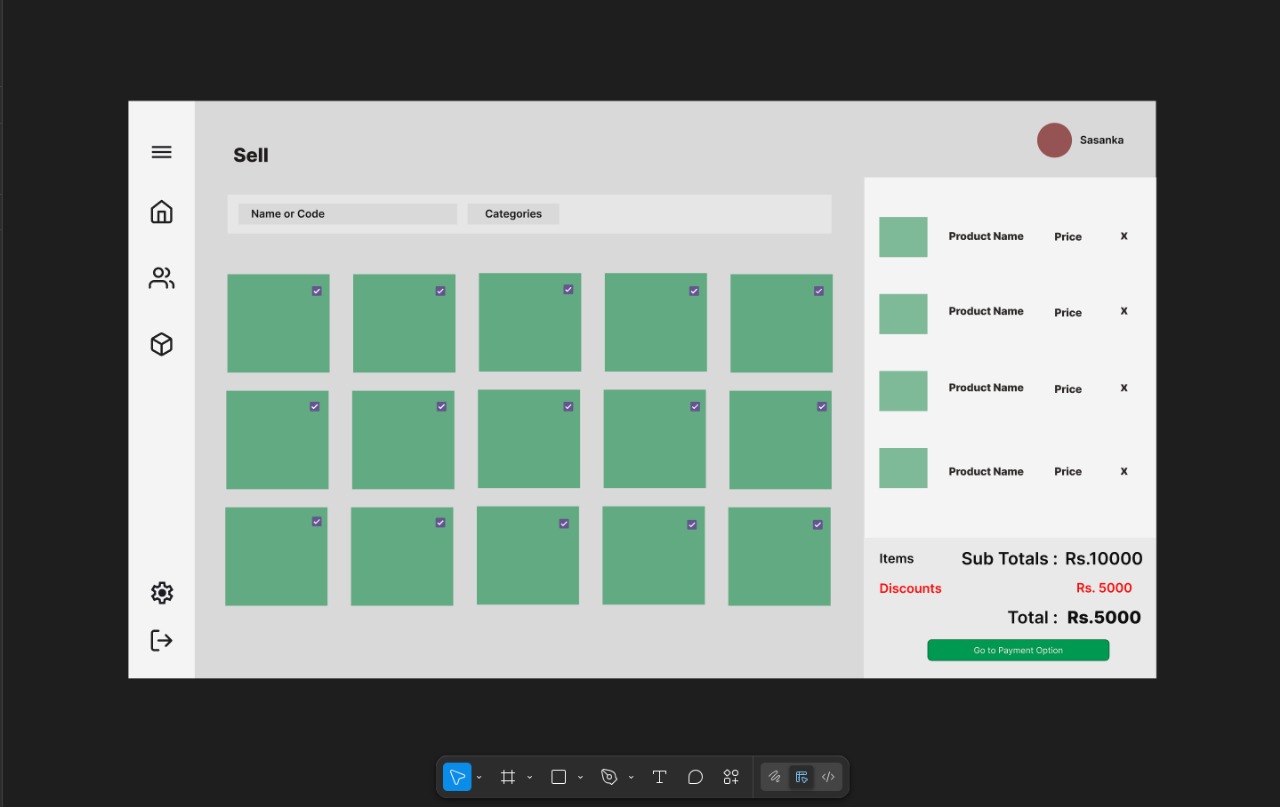 Sasanka
Sell
Name or Code
Categories
Product Name Price X
Product Name Price X
Product Name Price X
Product Name Price X
Items Sub Totals : Rs.10000
Discounts Rs. 5000
Total : Rs.5000
Go to Payment Option